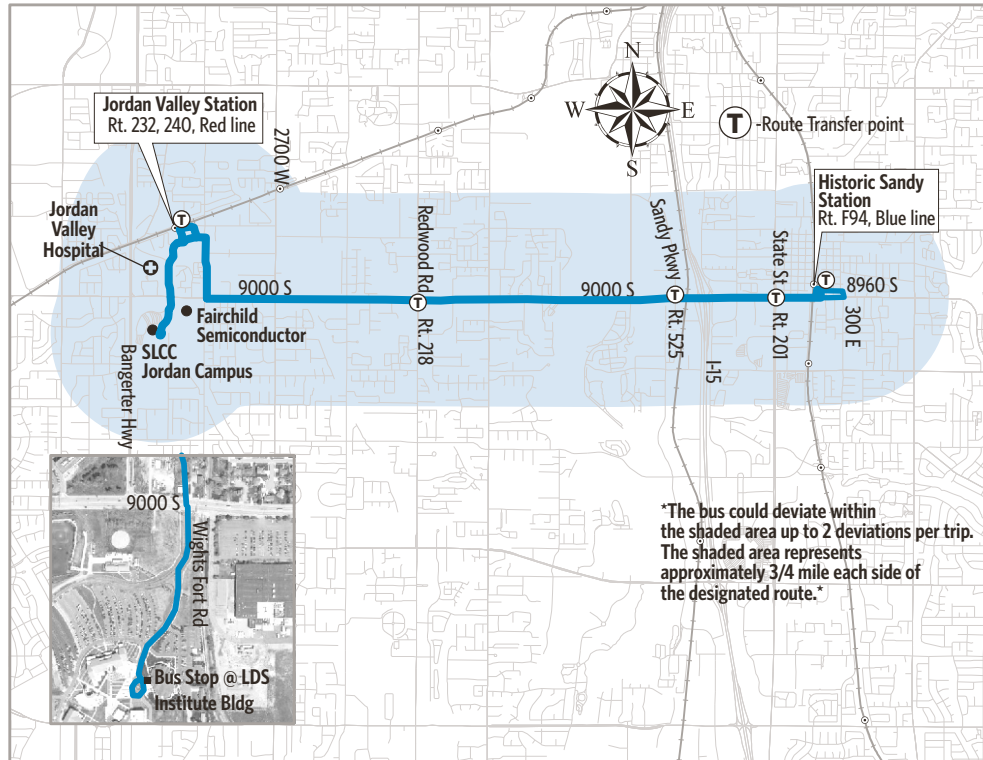 N
W
E
S
T
-Route Transfer point
Jordan Valley Station
Rt. 232, 240, Red line
2700 W
T
Jordan
Valley
Hospital
Historic Sandy
Station
Rt. F94, Blue line
Redwood Rd
Sandy Pkwy
State St
9000 S
T
9000 S
T
T
T
8960 S
Fairchild
Semiconductor
Rt. 218
Rt. 525
Rt. 201
300 E
SLCC
Jordan Campus
I-15
Bangerter Hwy
9000 S
Wights Fort Rd
Bus Stop @ LDS
Institute Bldg
*The bus could deviate within
the shaded area up to 2 deviations per trip.
The shaded area represents
approximately 3/4 mile each side of
the designated route.*